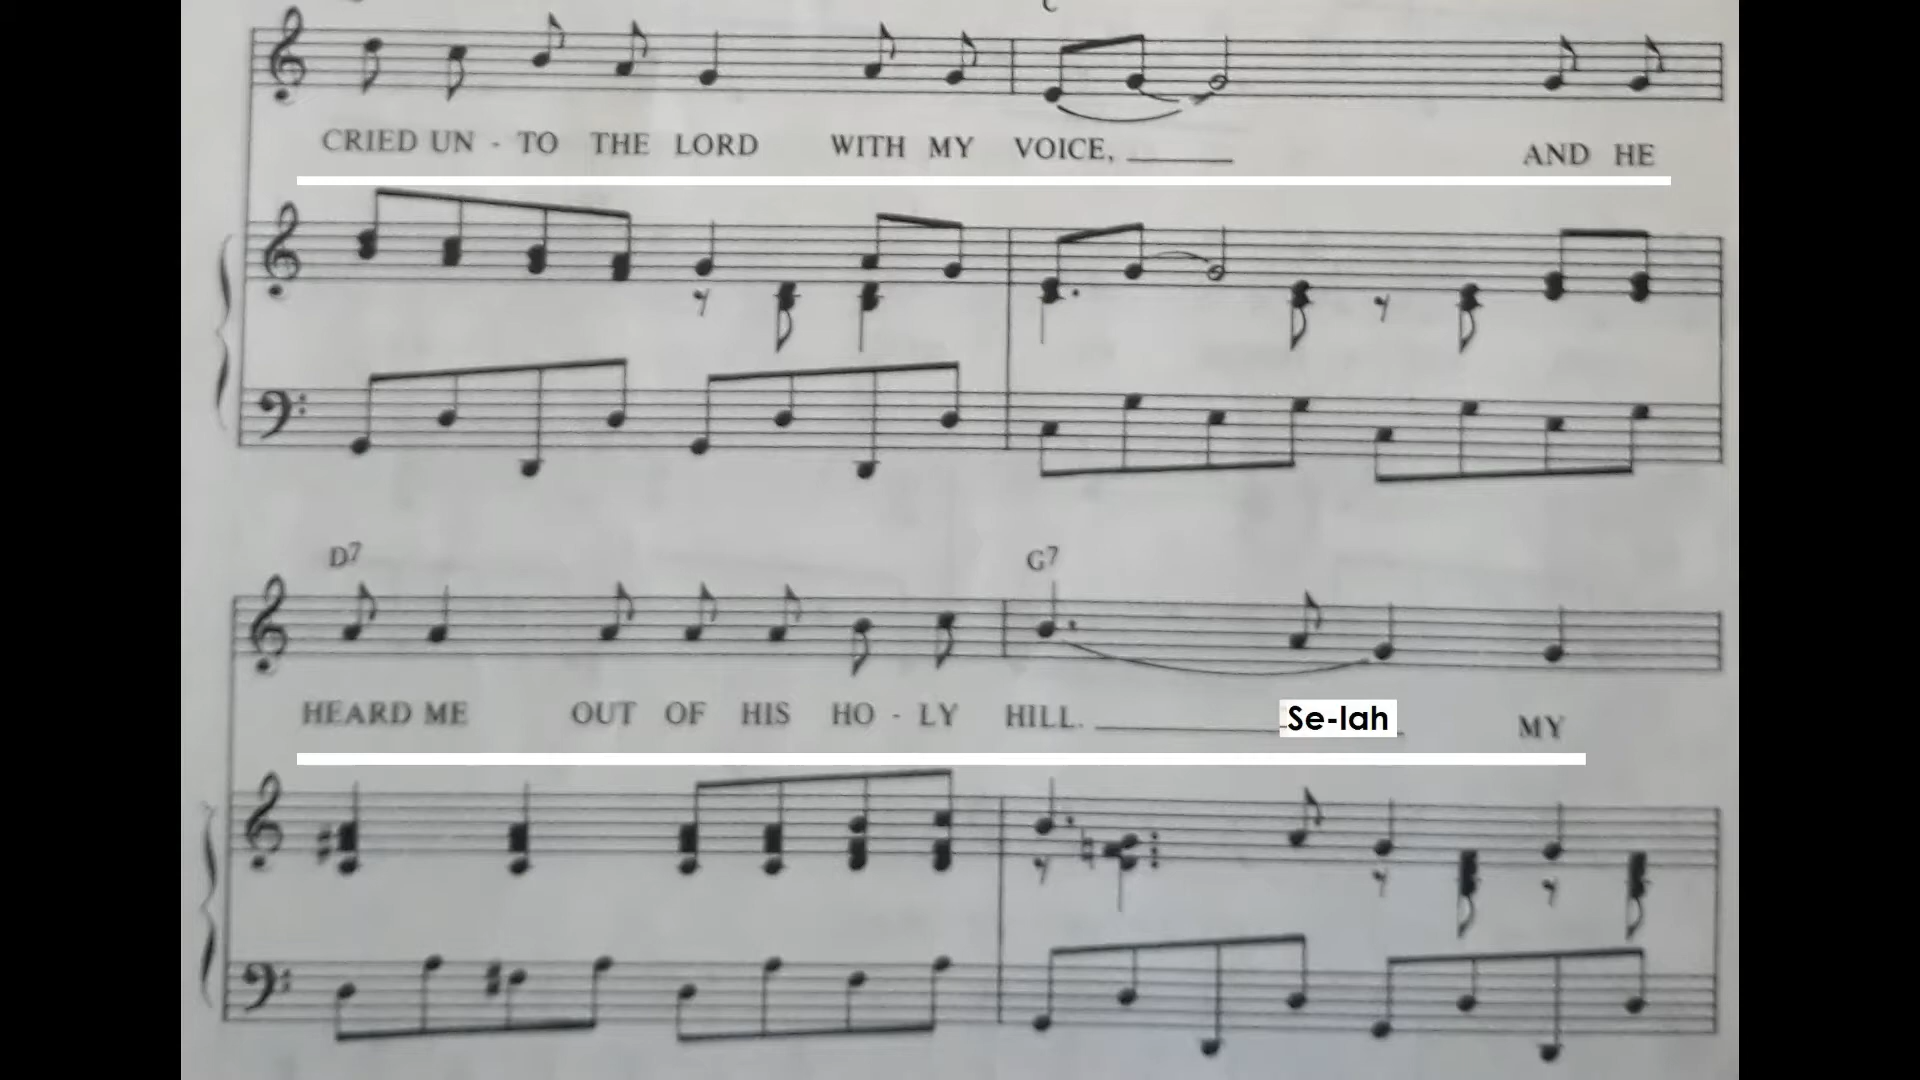 C
CRIED UN - TO THE LORD WITH MY VOICE, AND HE
D7 G7
HEARD ME OUT OF HIS HO - LY HILL. Se-lah MY